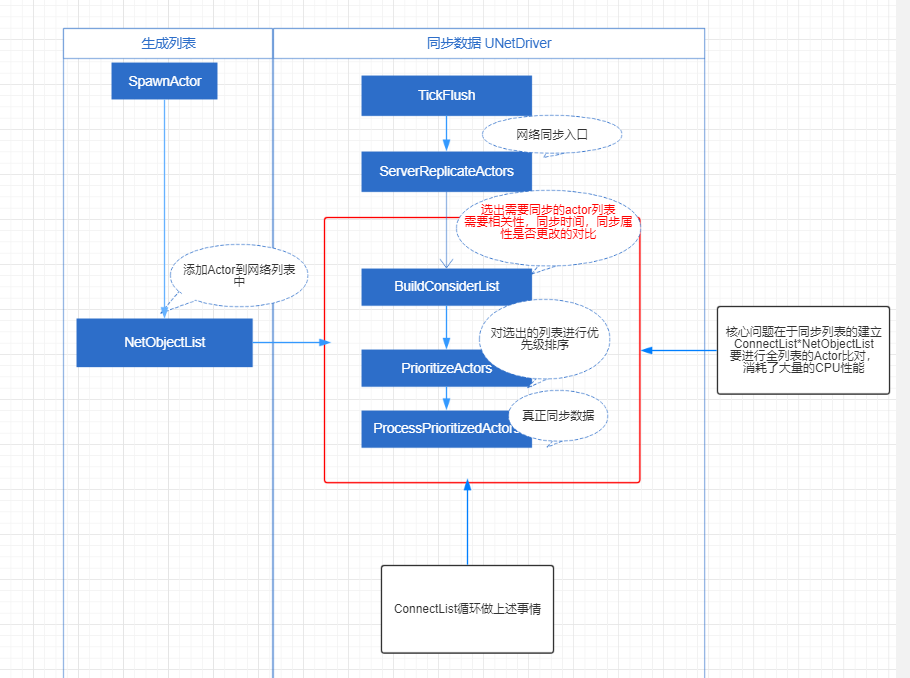 生成列表
同步数据 UNetDriver
SpawnActor
TickFlush
网络同步入口
ServerReplicateActors
选出需要同步的actor列表
需要相关性，同步时间，同步属
性是否更改的对比
添加Actor到网络列表
中
BuildConsiderList
NetObjectList
对选出的列表进行优
先级排序
核心问题在于同步列表的建立
ConnectList*NetObjectList
要进行全列表的Actor比对，
消耗了大量的CPU性能
PrioritizeActors
真正同步数据
ProcessPrioritizedActors
ConnectList循环做上述事情